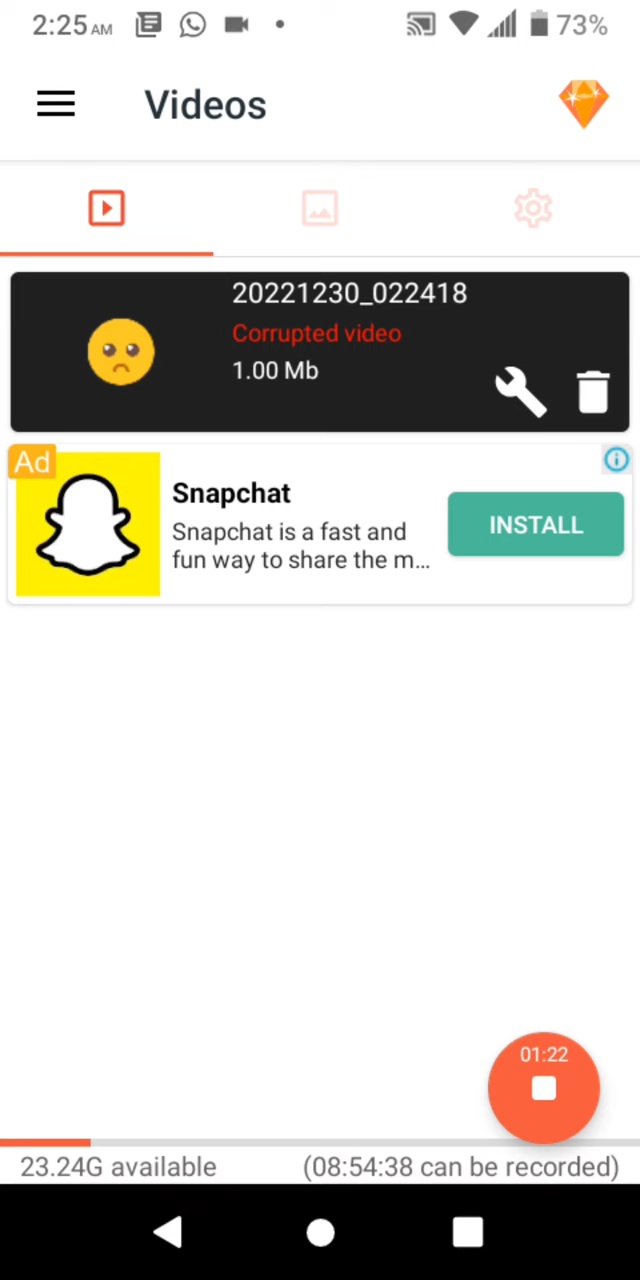 2:25 AM 73%
Videos
20221230_022418
Corrupted video
1.00 Mb
Ad
Snapchat
Snapchat is a fast and
fun way to share the m...
INSTALL
01:22
23.24G available (08:54:38 can be recorded)